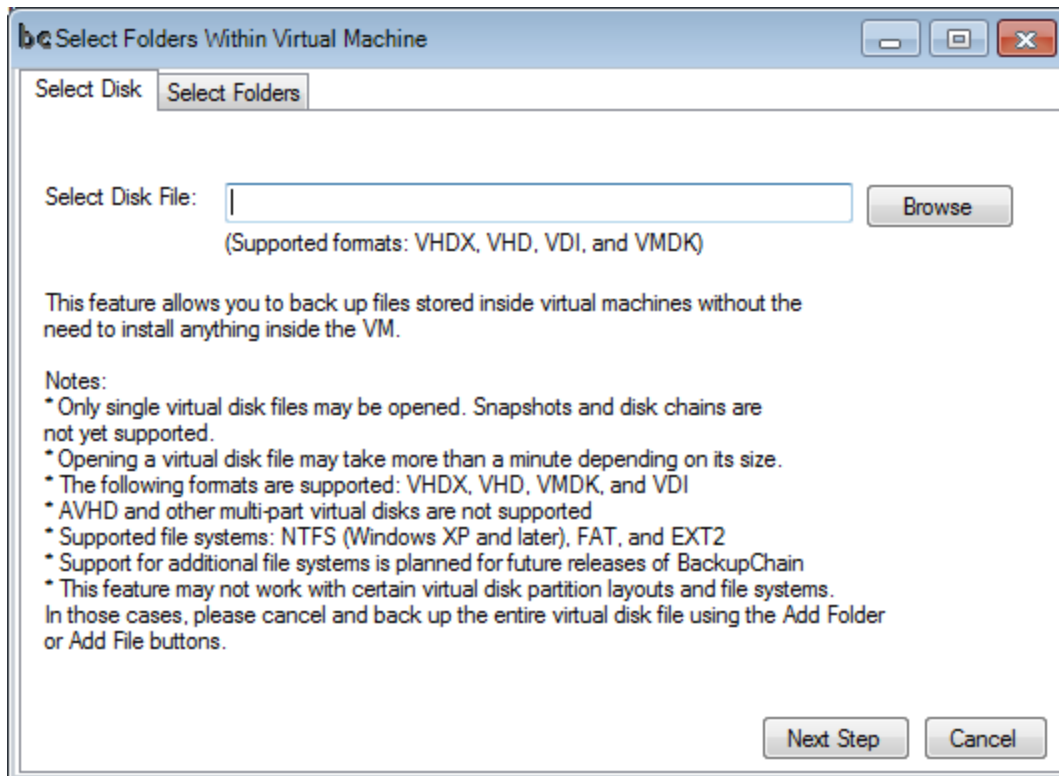 bc Select Folders Within Virtual Machine
Select Disk Select Folders
Select Disk File: Browse
(Supported formats: VHDX, VHD, VDI, and VMDK)
This feature allows you to back up files stored inside virtual machines without the
need to install anything inside the VM.
Notes:
* Only single virtual disk files may be opened. Snapshots and disk chains are
not yet supported.
* Opening a virtual disk file may take more than a minute depending on its size.
* The following formats are supported: VHDX, VHD, VMDK, and VDI
* AVHD and other multi-part virtual disks are not supported
* Supported file systems: NTFS (Windows XP and later), FAT, and EXT2
* Support for additional file systems is planned for future releases of BackupChain
* This feature may not work with certain virtual disk partition layouts and file systems.
In those cases, please cancel and back up the entire virtual disk file using the Add Folder
or Add File buttons.
Next Step Cancel